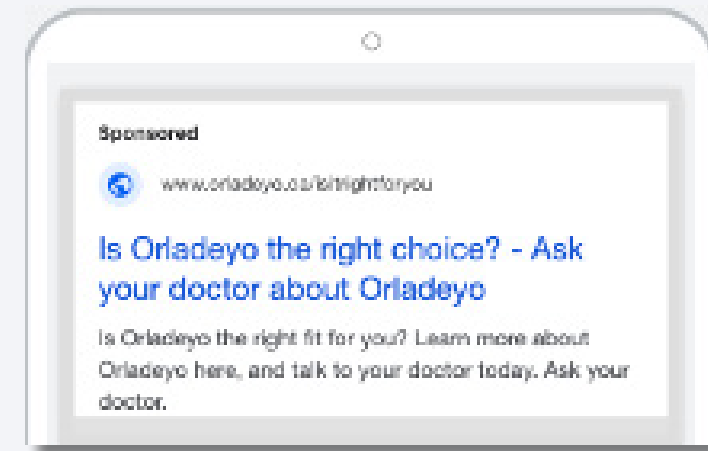 Sponsored
www.orladeyo.ca/isitrightforyou
Is Orladeyo the right choice? - Ask
your doctor about Orladeyo
Is Orladeyo the right fit for you? Learn more about
Orladeyo here, and talk to your doctor today. Ask your
doctor.